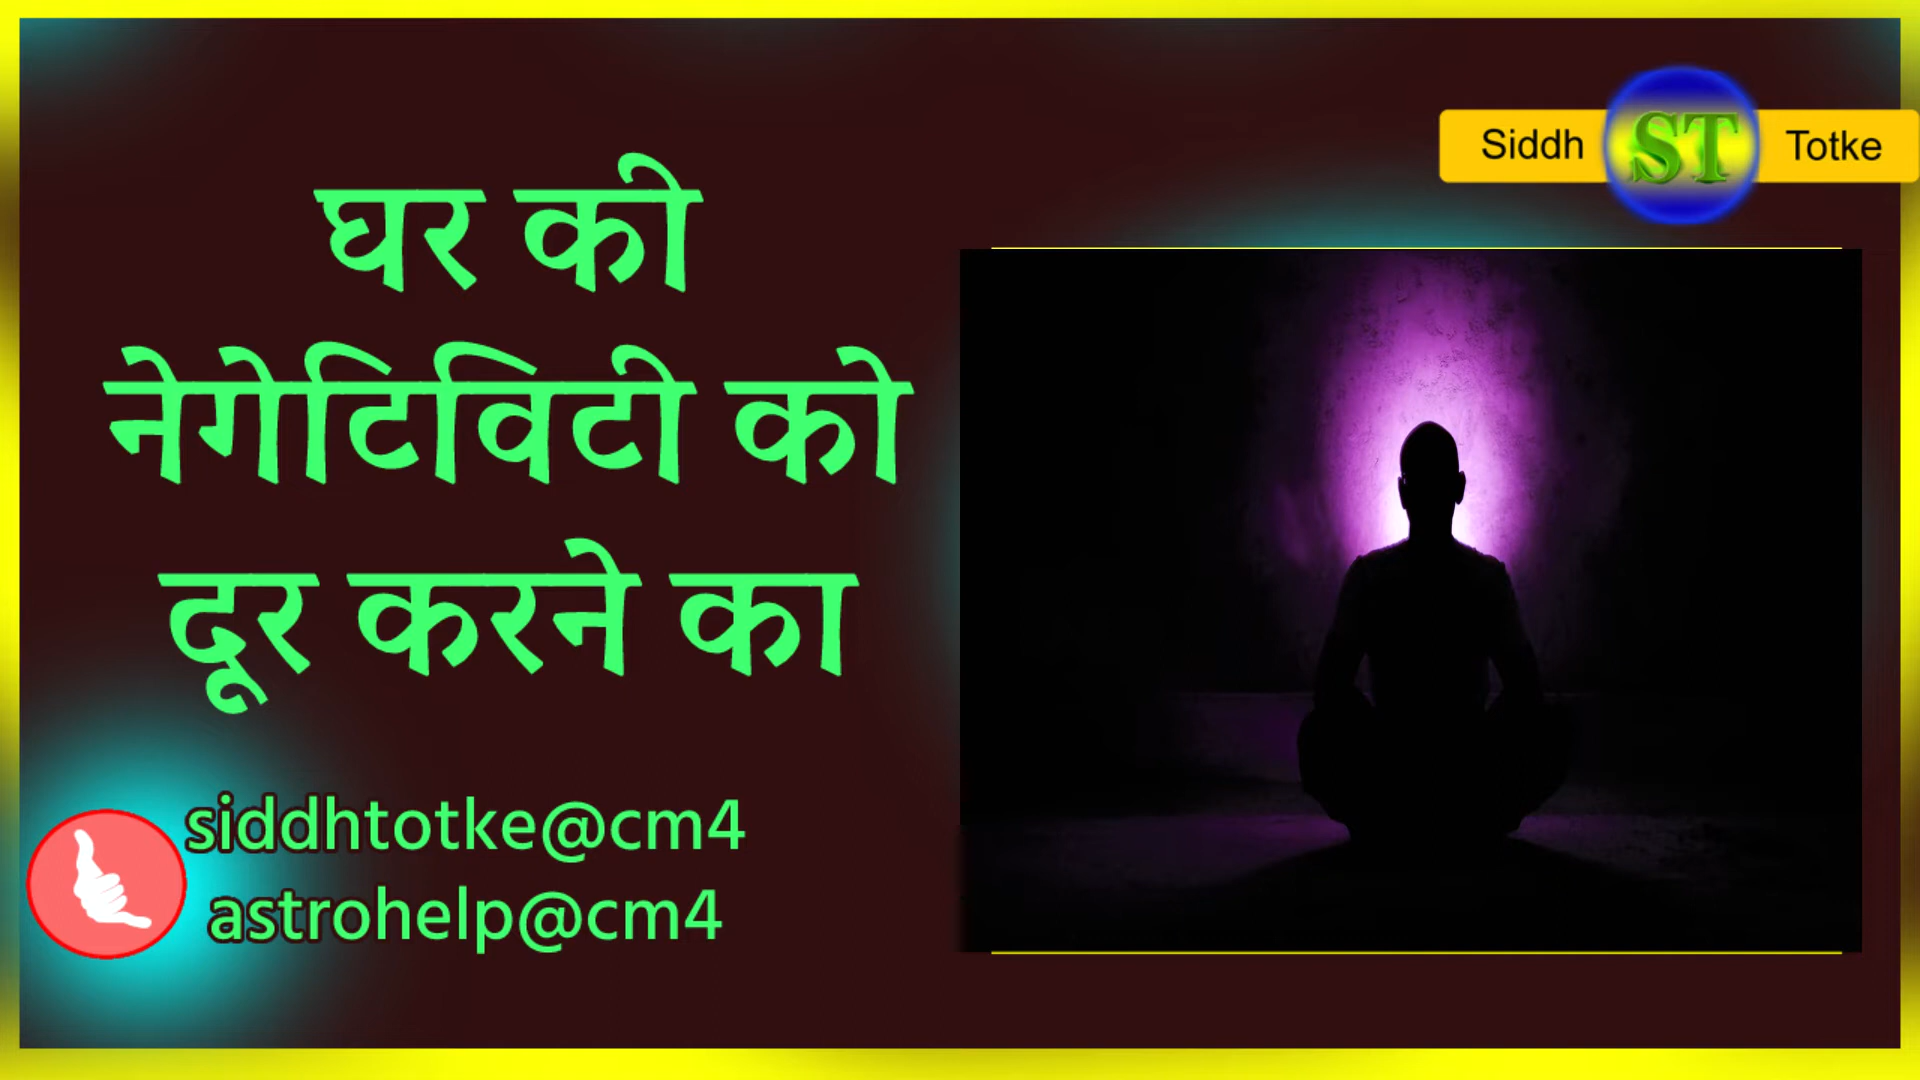 घर की
नेगेटिविटी को
दूर करने का
siddhtotke@cm4
astrohelp@cm4
Siddh ST Totke